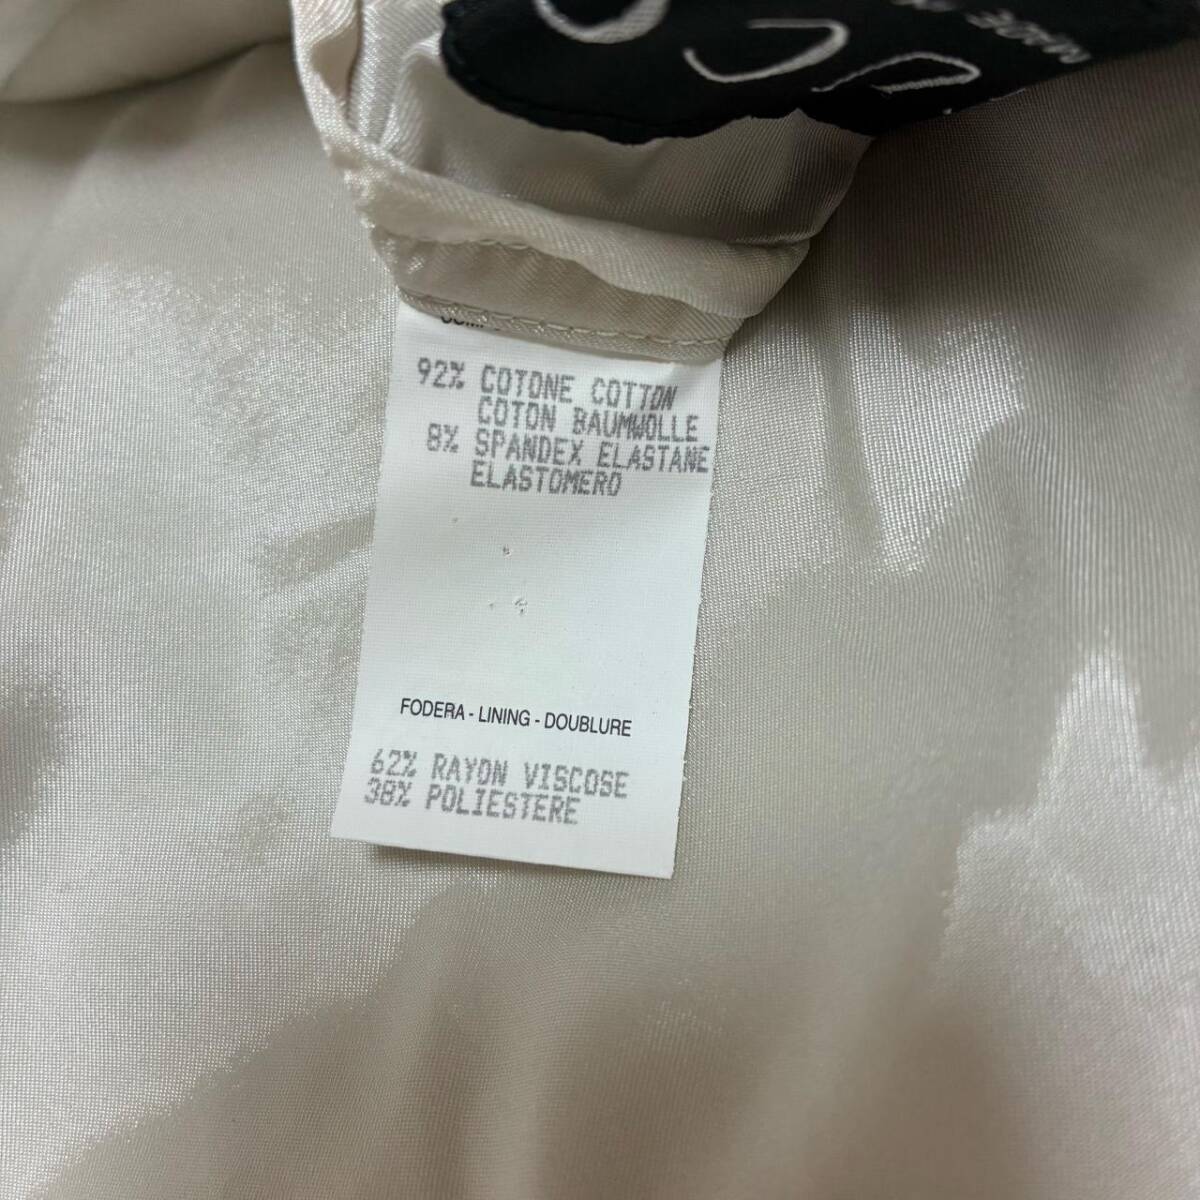 92% COTONE COTTON
COTON BAUMWOLLE
8% SPANDEX ELASTANE
ELASTOMERO
FODERA - LINING - DOUBLURE
62% RAYON VISCOSE
38% POLIESTERE